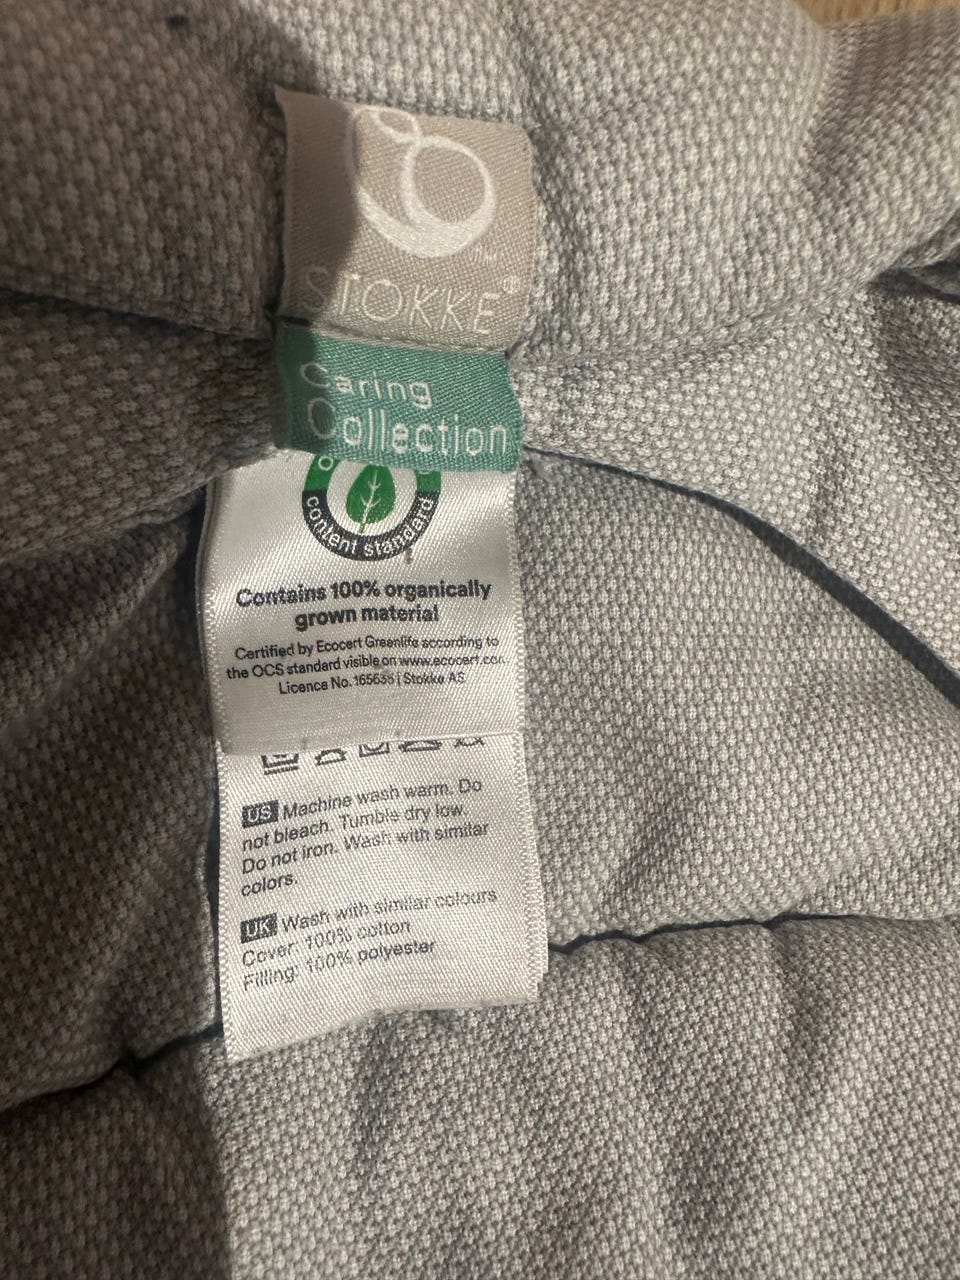 STOKKE®
Caring
Collection
content standard
Contains 100% organically
grown material
Certified by Ecocert Greenlife according to
the OCS standard visible on www.ecocert.com
Licence No. | Stokke AS
US Machine wash warm. Do
not bleach. Tumble dry low.
Do not iron. Wash with similar
colors.
UK Wash with similar colours
Cover: 100% cotton
Filling: 100% polyester